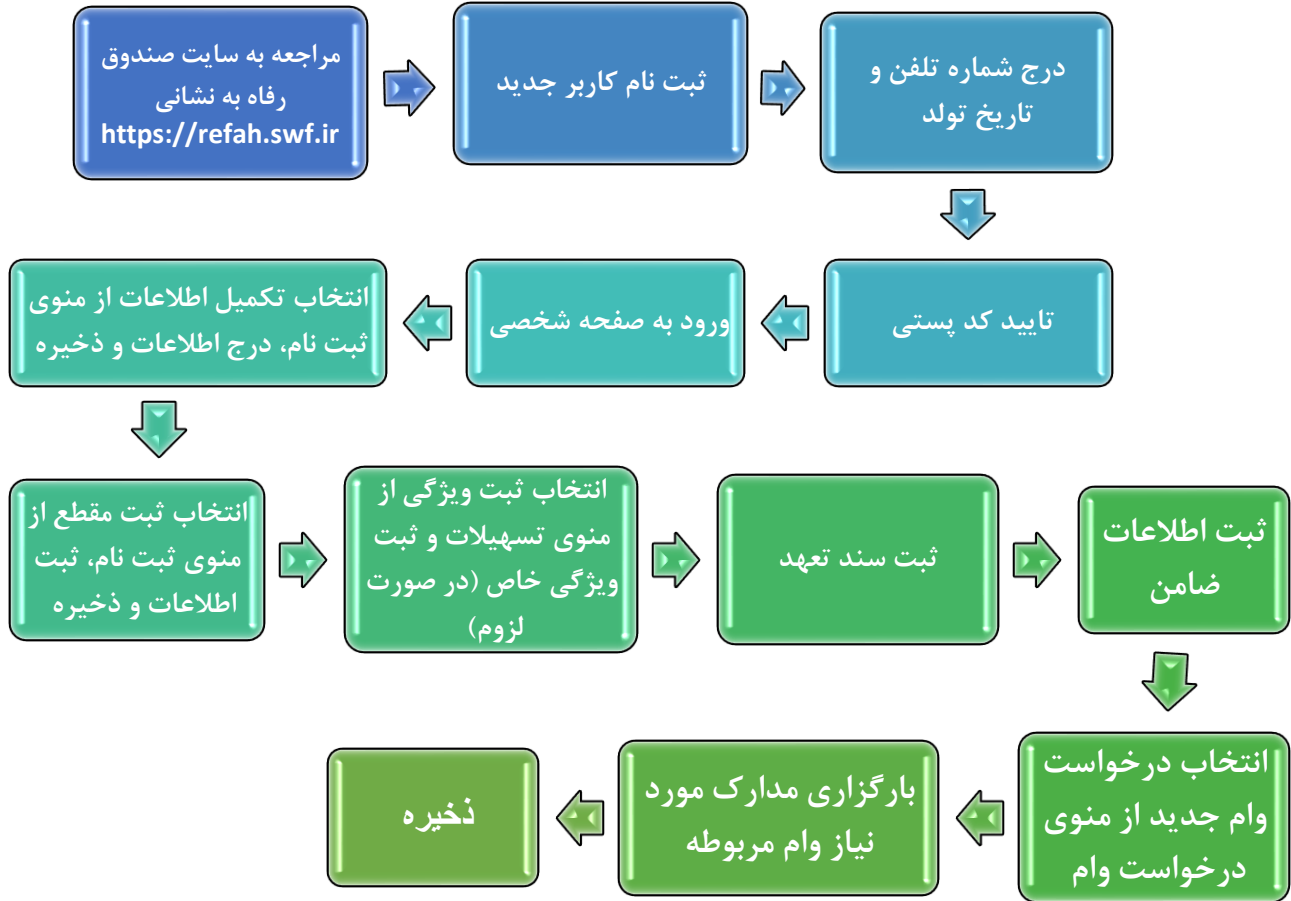 مراجعه به سایت صندوق
رفاه به نشانی
https://refah.swf.ir
ثبت نام کاربر جدید
درج شماره تلفن و
تاریخ تولد
تایید کد پستی
ورود به صفحه شخصی
انتخاب تکمیل اطلاعات از منوی
ثبت نام، درج اطلاعات و ذخیره
انتخاب ثبت مقطع از
منوی ثبت نام، ثبت
اطلاعات و ذخیره
انتخاب ثبت ویژگی از
منوی تسهیلات و ثبت
ویژگی خاص (در صورت
لزوم)
ثبت سند تعهد
ثبت اطلاعات
ضامن
انتخاب درخواست
وام جدید از منوی
درخواست وام
بارگزاری مدارک مورد
نیاز وام مربوطه
ذخیره